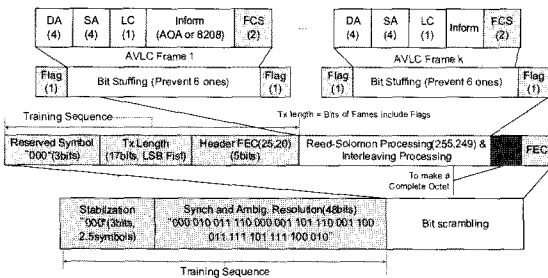 DA (4) SA (4) LC (1) Inform (AOA or 8208) FCS (2) ... DA (4) SA (4) LC (1) Inform FCS (2)
AVLC Frame 1 AVLC Frame k
Flag (1) Bit Stuffing (Prevent 6 ones) Flag (1) Flag (1) Bit Stuffing (Prevent 6 ones) Flag (1)
Training Sequence Tx length = Bits of Fames Include Flags
Reserved Symbol "000"(3bits) Tx Length (17bits, LSB Fist) Header FEC(25,20) (5bits) Reed-Solomon Processing(255,249) & Interleaving Processing FEC
To make a Complete Octet
Stablization "000"(3bits, 2.5symbols) Synch and Ambig. Resolution(48bits) "000 010 011 110 000 001 101 110 001 100 011 111 101 111 100 010" Bit scrambling
Training Sequence